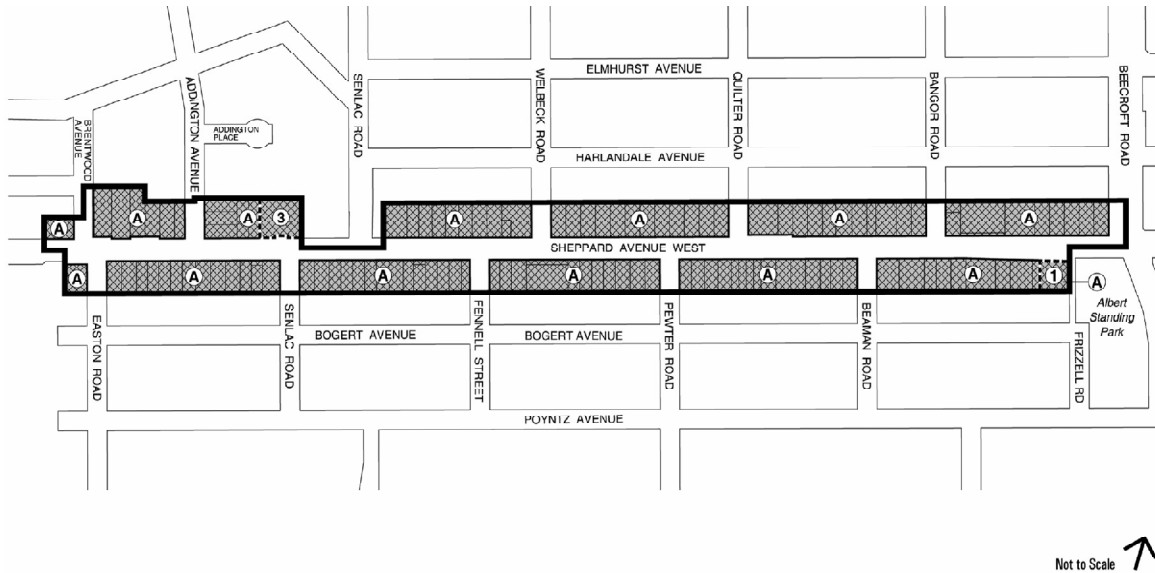 ELMHURST AVENUE
BRENTWOOD
AVENUE
ADDINGTON AVENUE
ADDINGTON
PLACE
SENLAC ROAD
WELBECK ROAD
QUILTER ROAD
BANGOR ROAD
BEECROFT ROAD
HARLANDALE AVENUE
A
A
A
3
A
A
A
A
SHEPPARD AVENUE WEST
A
A
A
A
A
A
1
A
Albert
Standing
Park
EASTON ROAD
SENLAC ROAD
BOGERT AVENUE
FENNELL STREET
BOGERT AVENUE
PEWTER ROAD
BEAMAN ROAD
FRIZZELL RD
POYNTZ AVENUE
Not to Scale